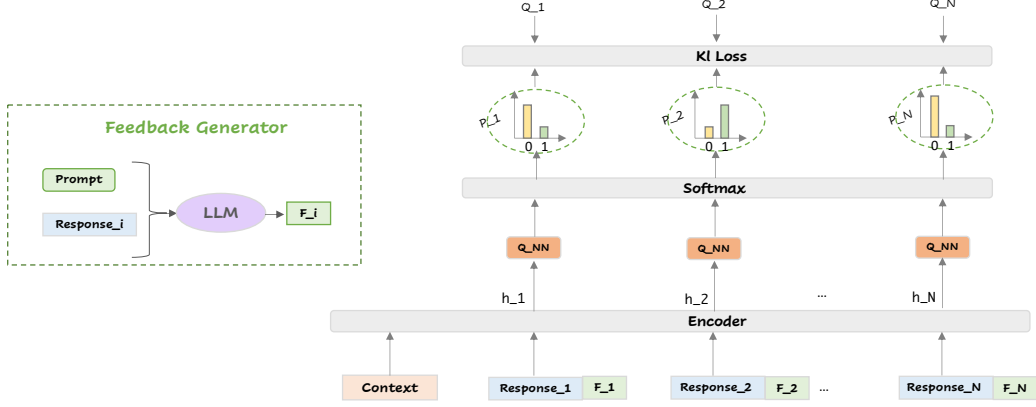 Q_1 Q_2 Q_N
Kl Loss
P_1 P_2 P_N
0 1 0 1 0 1
Feedback Generator
Prompt
Response_i
LLM
F_i
Softmax
Q_NN Q_NN Q_NN
h_1 h_2 ... h_N
Encoder
Context Response_1 F_1 Response_2 F_2 ... Response_N F_N